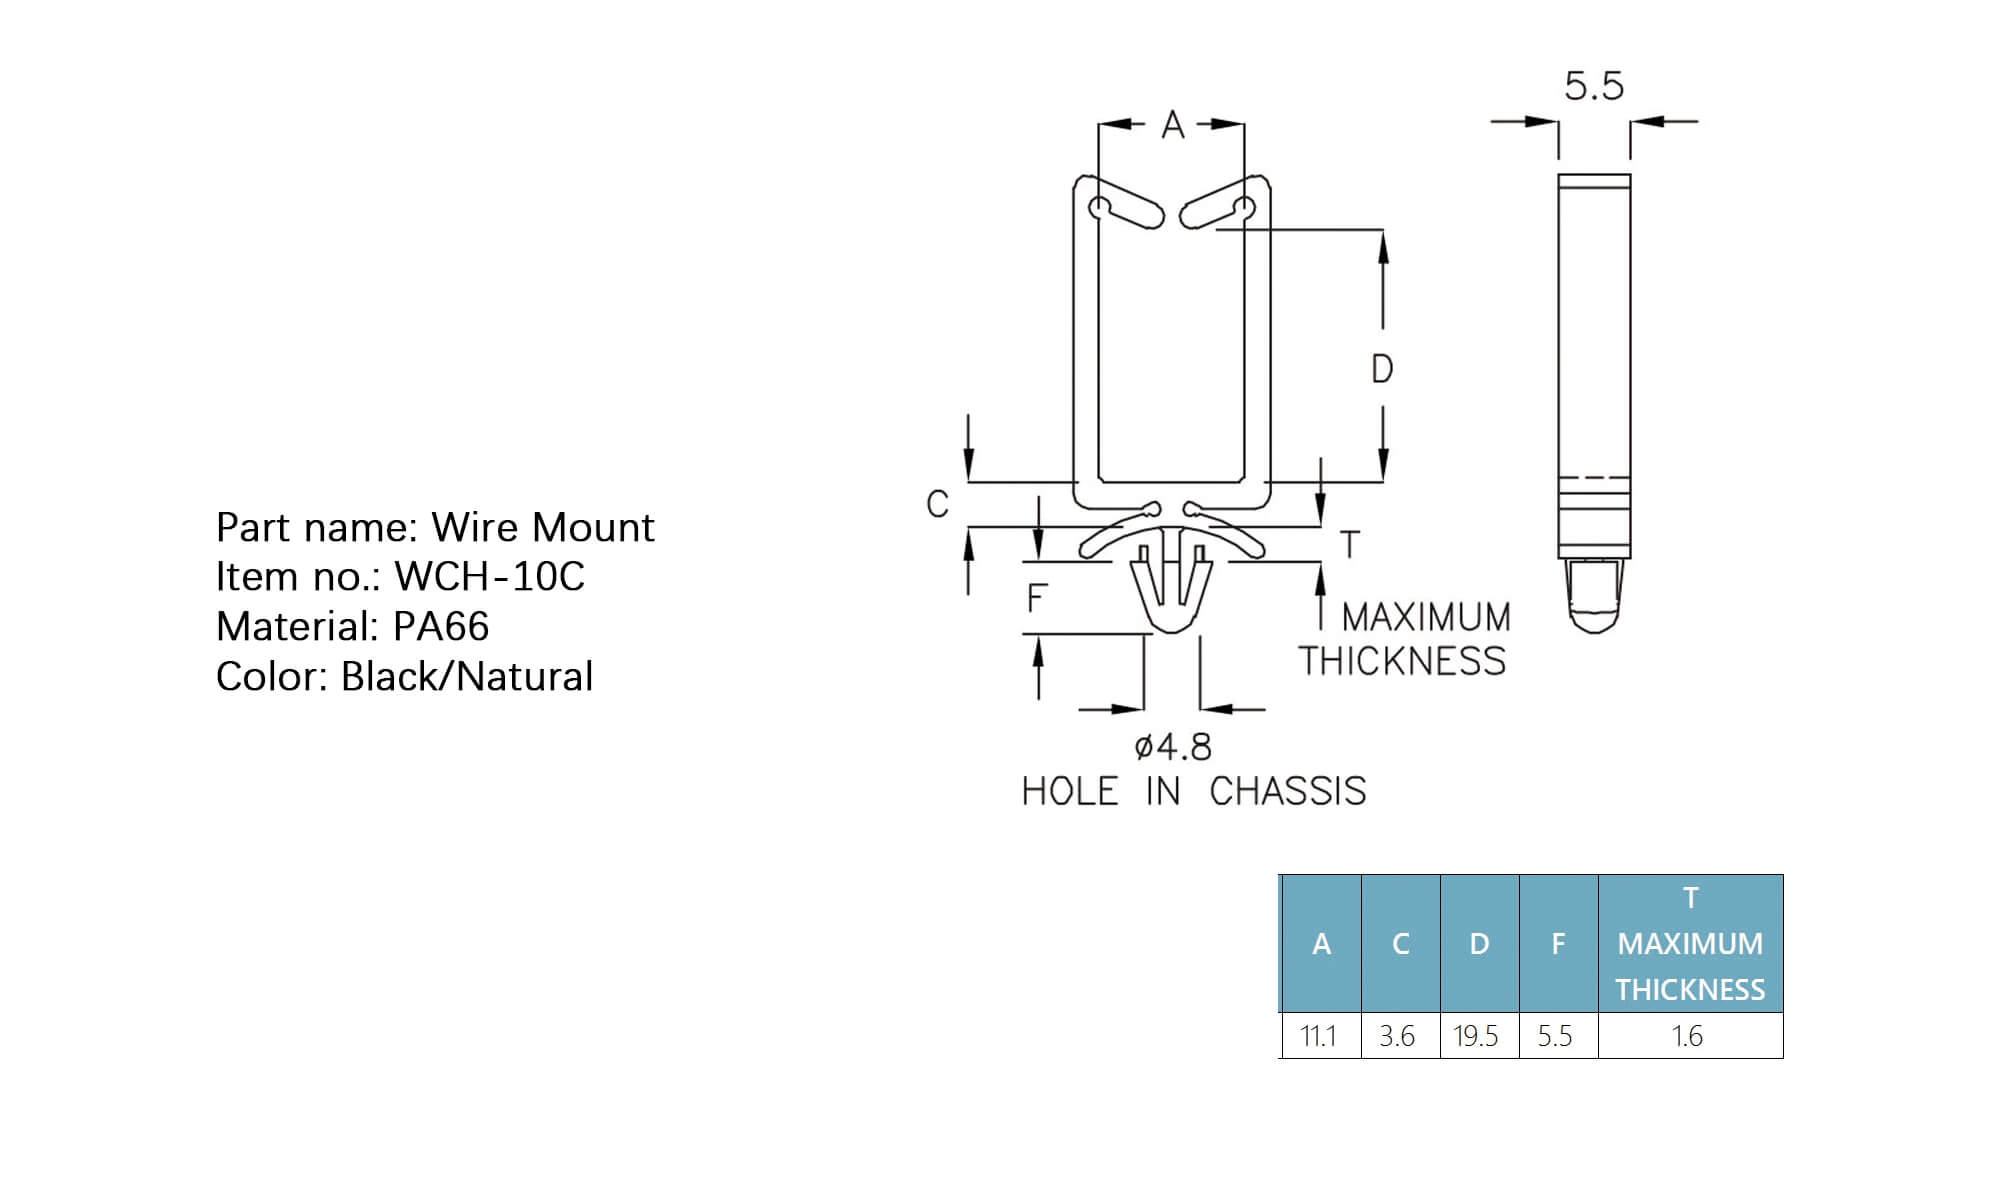 5.5
A
D
C
T
F
MAXIMUM
THICKNESS
ø4.8
HOLE IN CHASSIS
Part name: Wire Mount
Item no.: WCH-10C
Material: PA66
Color: Black/Natural
A C D F T MAXIMUM THICKNESS
11.1 3.6 19.5 5.5 1.6